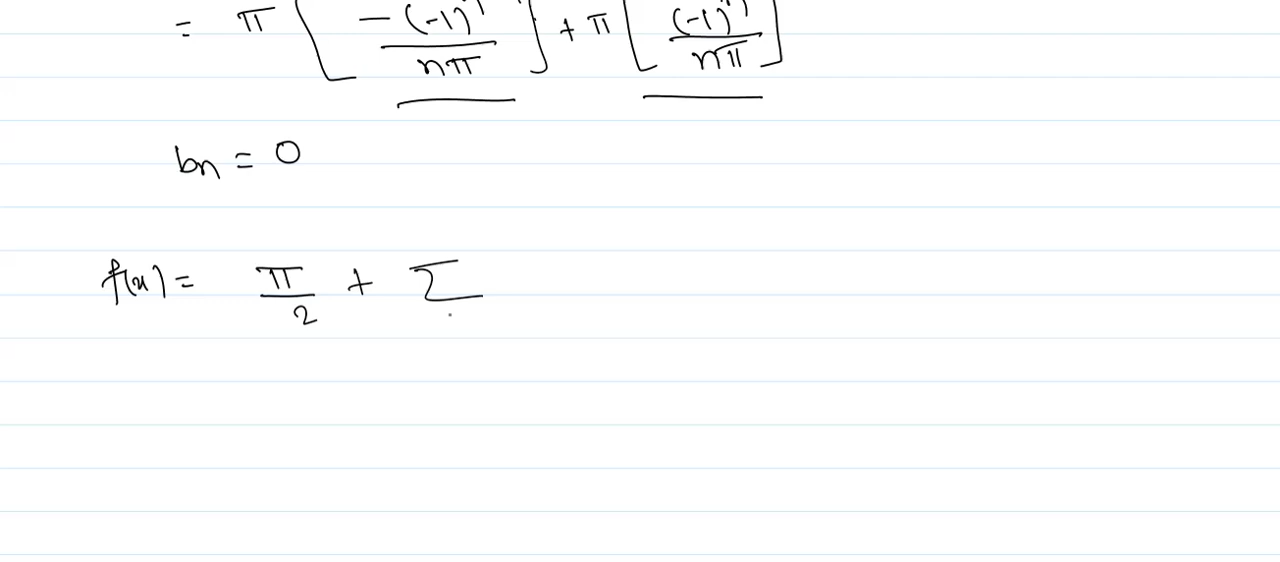 = π [ -(-1)ⁿ / nπ ] + π [ (-1)ⁿ / nπ ]
bn = 0
f(x) = π/2 + Σ